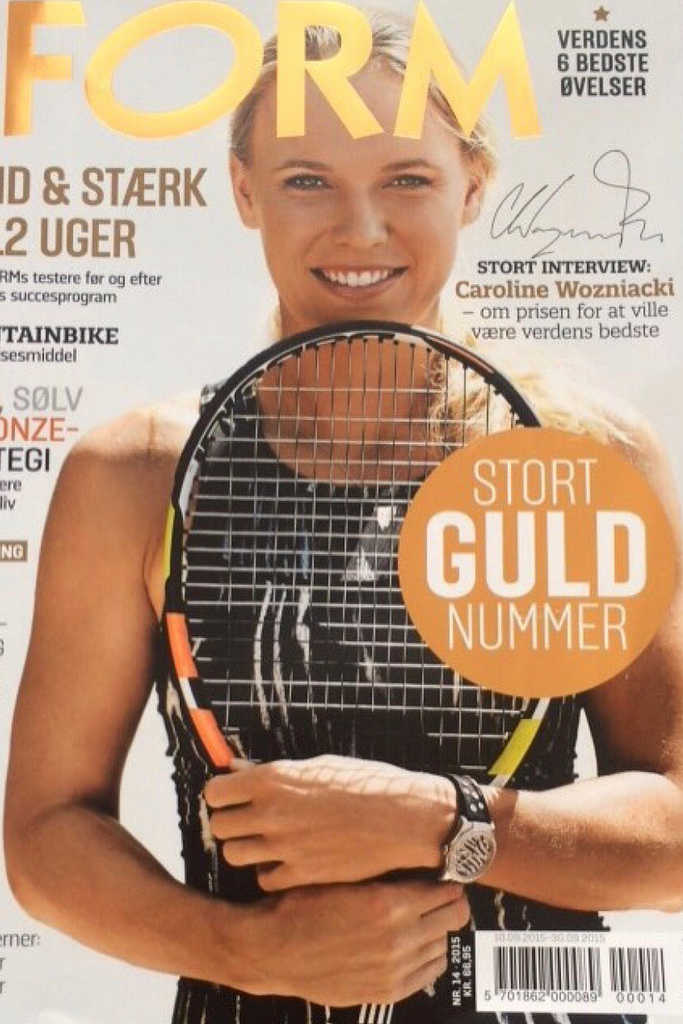 FORM
VERDENS
6 BEDSTE
ØVELSER
ID & STÆRK
2 UGER
RMs testere før og efter
s succesprogram
TAINBIKE
sesmiddel
, SØLV
ONZE-
TEGI
ere
liv
NG
STORT INTERVIEW:
Caroline Wozniacki
– om prisen for at ville
være verdens bedste
STORT
GULD
NUMMER
erner:
r
r
NR. 14 · 2015
KR. 66,95
10.09.2015-30.09.2015
5 701862 000089 00014